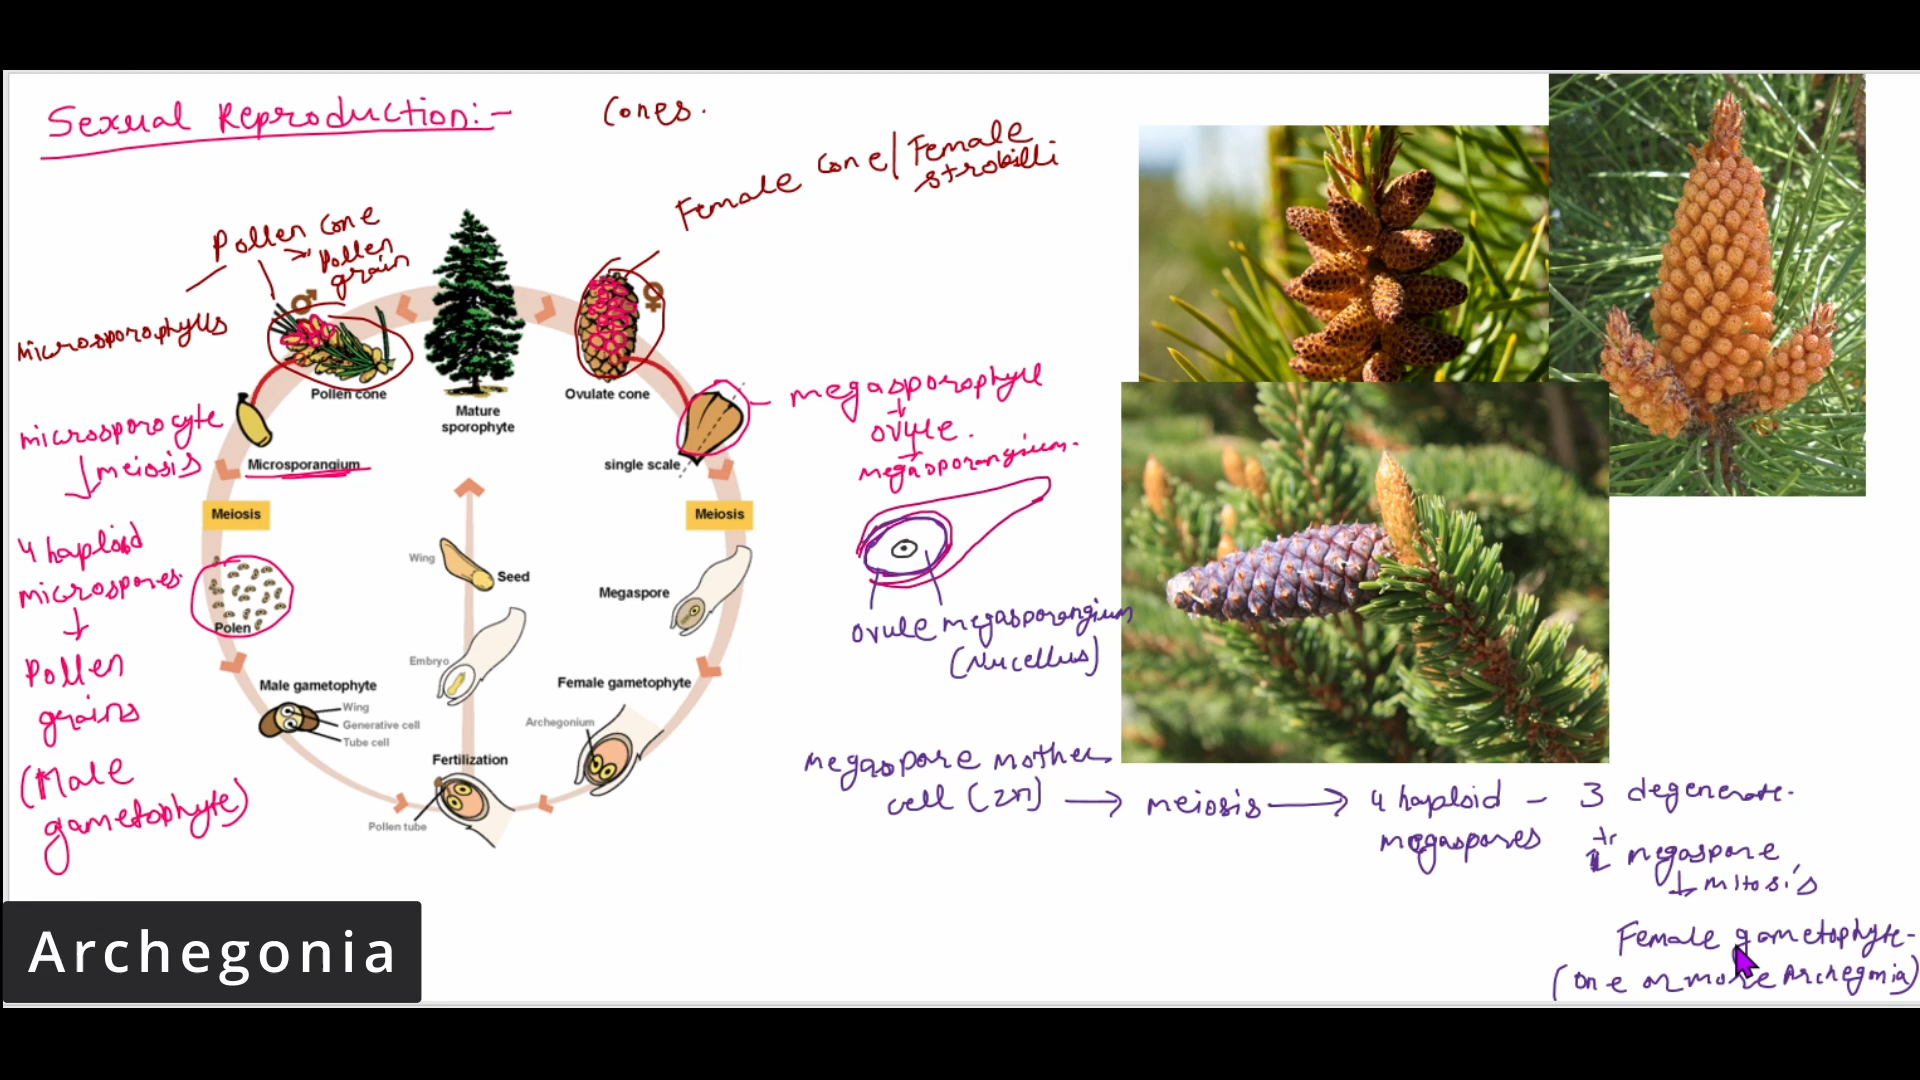 Sexual Reproduction:-
Cones.
Female Cone/Female
strobilli
Pollen Cone
Pollen
grain
Microsporophylls
Pollen cone
Mature
sporophyte
Ovulate cone
megasporophyll
ovule.
megasporangium.
microsporocyte
meiosis
Microsporangium
single scale
Meiosis
Meiosis
4 haploid
microspores.
Polen
Wing
Seed
Megaspore
ovule megasporangium
(Nucellus)
Pollen
grains
Embryo
Male gametophyte
Wing
Generative cell
Tube cell
Female gametophyte
Archegonium
(Male
gametophyte)
Fertilization
Pollen tube
megaspore mother
cell (2n) → meiosis → 4 haploid - 3 degenerate.
megaspores
1 megaspore
mitosis
Female gametophyte-
(one or more Archegonia)
Archegonia